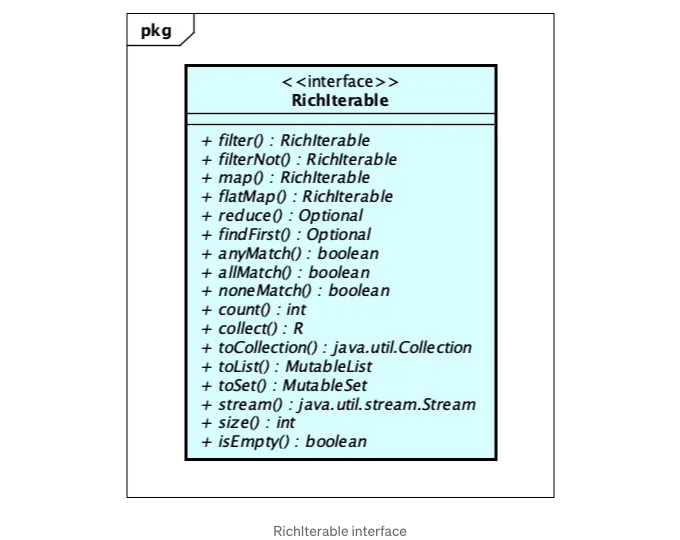 pkg
<<interface>>
RichIterable
+ filter() : RichIterable
+ filterNot() : RichIterable
+ map() : RichIterable
+ flatMap() : RichIterable
+ reduce() : Optional
+ findFirst() : Optional
+ anyMatch() : boolean
+ allMatch() : boolean
+ noneMatch() : boolean
+ count() : int
+ collect() : R
+ toCollection() : java.util.Collection
+ toList() : MutableList
+ toSet() : MutableSet
+ stream() : java.util.stream.Stream
+ size() : int
+ isEmpty() : boolean
RichIterable interface